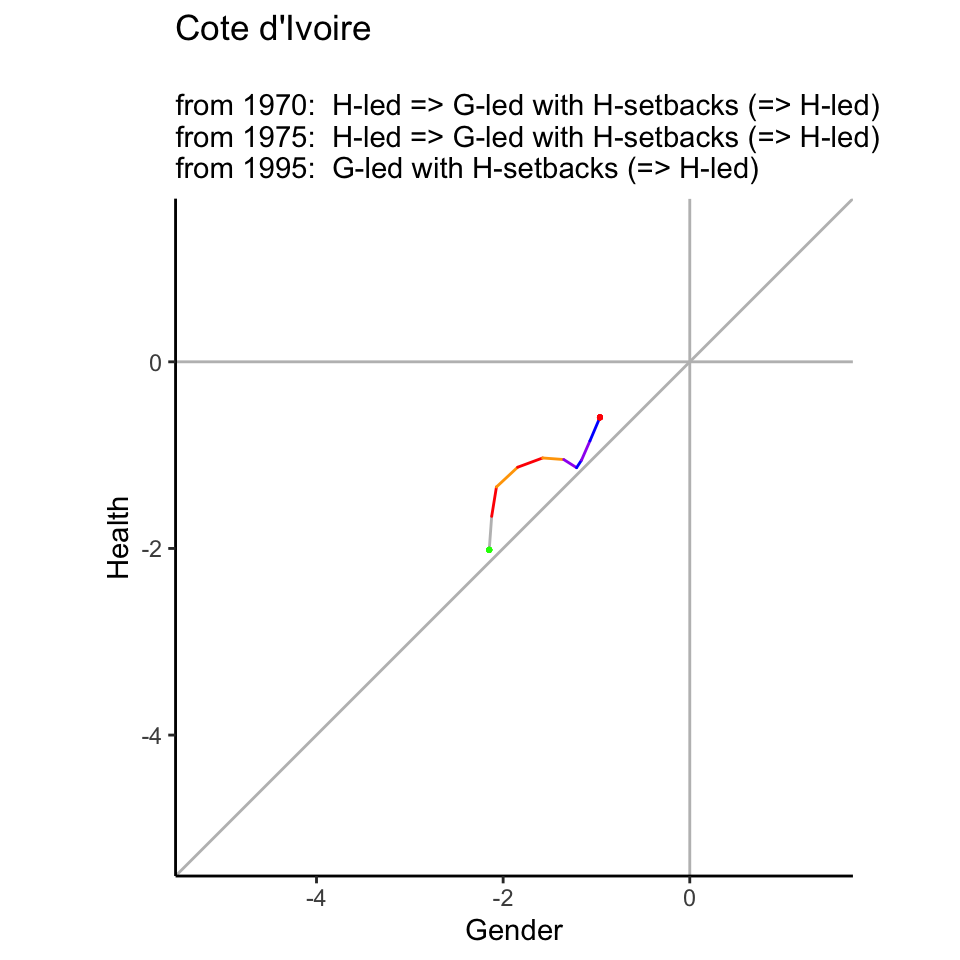 Cote d'Ivoire
from 1970:  H-led => G-led with H-setbacks (=> H-led)
from 1975:  H-led => G-led with H-setbacks (=> H-led)
from 1995:  G-led with H-setbacks (=> H-led)
0
Health
-2
-4
-4 -2 0
Gender